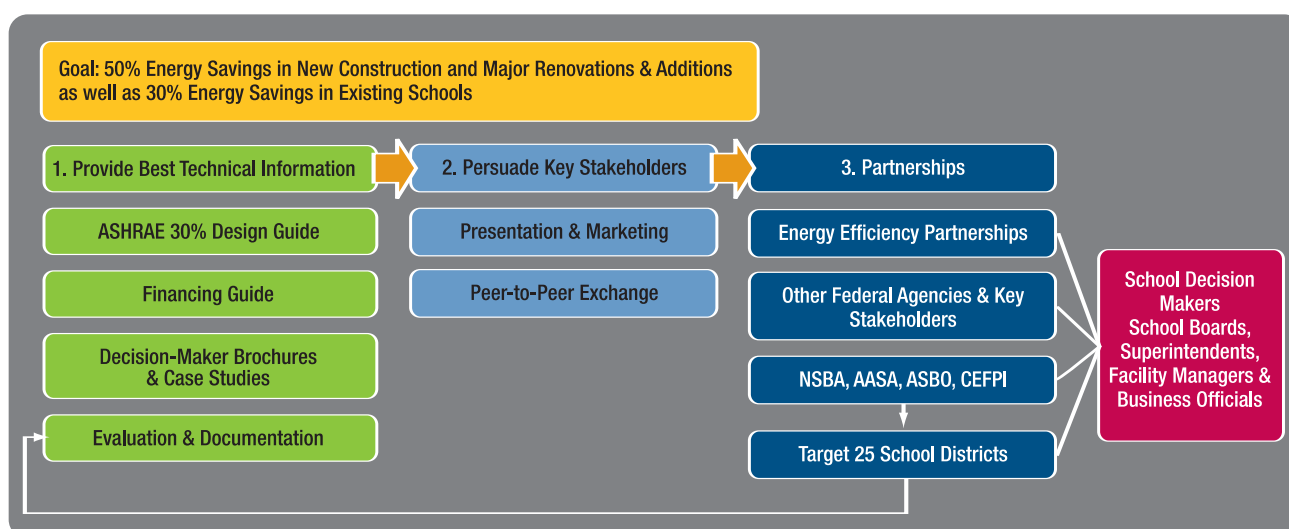 Goal: 50% Energy Savings in New Construction and Major Renovations & Additions
as well as 30% Energy Savings in Existing Schools
1. Provide Best Technical Information
2. Persuade Key Stakeholders
3. Partnerships
ASHRAE 30% Design Guide
Financing Guide
Decision-Maker Brochures
& Case Studies
Evaluation & Documentation
Presentation & Marketing
Peer-to-Peer Exchange
Energy Efficiency Partnerships
Other Federal Agencies & Key
Stakeholders
NSBA, AASA, ASBO, CEFPI
Target 25 School Districts
School Decision
Makers
School Boards,
Superintendents,
Facility Managers &
Business Officials